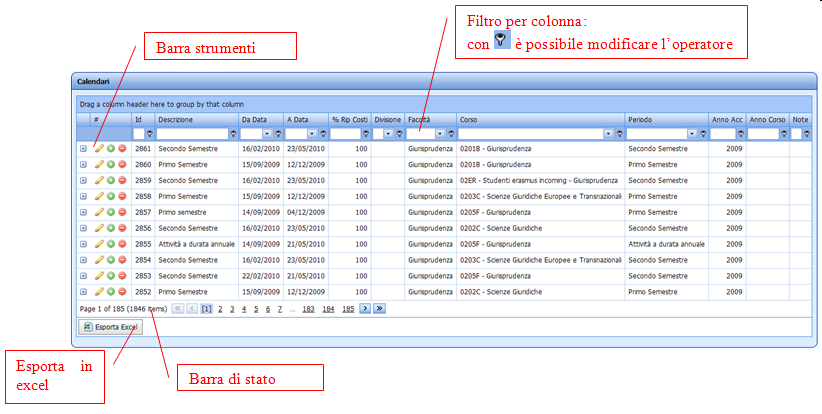 Filtro per colonna:
con è possibile modificare l'operatore
Barra strumenti
Calendari
Drag a column header here to group by that column
# Id Descrizione Da Data A Data % Rip Costi Divisione Facoltà Corso Periodo Anno Acc Anno Corso Note
2861 Secondo Semestre 16/02/2010 23/05/2010 100 Giurisprudenza 0201B - Giurisprudenza Secondo Semestre 2009
2860 Primo Semestre 15/09/2009 12/12/2009 100 Giurisprudenza 0201B - Giurisprudenza Primo Semestre 2009
2859 Secondo Semestre 16/02/2010 23/05/2010 100 Giurisprudenza 02ER - Studenti erasmus incoming - Giurisprudenza Secondo Semestre 2009
2858 Primo Semestre 15/09/2009 12/12/2009 100 Giurisprudenza 0203C - Scienze Giuridiche Europee e Transnazionali Primo Semestre 2009
2857 Primo semestre 14/09/2009 04/12/2009 100 Giurisprudenza 0205F - Giurisprudenza Primo Semestre 2009
2856 Secondo Semestre 16/02/2010 23/05/2010 100 Giurisprudenza 0202C - Scienze Giuridiche Secondo Semestre 2009
2855 Attività a durata annuale 14/09/2009 21/05/2010 100 Giurisprudenza 0205F - Giurisprudenza Attività a durata annuale 2009
2854 Secondo Semestre 16/02/2010 23/05/2010 100 Giurisprudenza 0203C - Scienze Giuridiche Europee e Transnazionali Secondo Semestre 2009
2853 Secondo Semestre 22/02/2010 21/05/2010 100 Giurisprudenza 0205F - Giurisprudenza Secondo Semestre 2009
2852 Primo Semestre 15/09/2009 12/12/2009 100 Giurisprudenza 0202C - Scienze Giuridiche Primo Semestre 2009
Page 1 of 185 (1846 items) [1] 2 3 4 5 6 7 ... 183 184 185
Esporta Excel
Esporta in
excel
Barra di stato